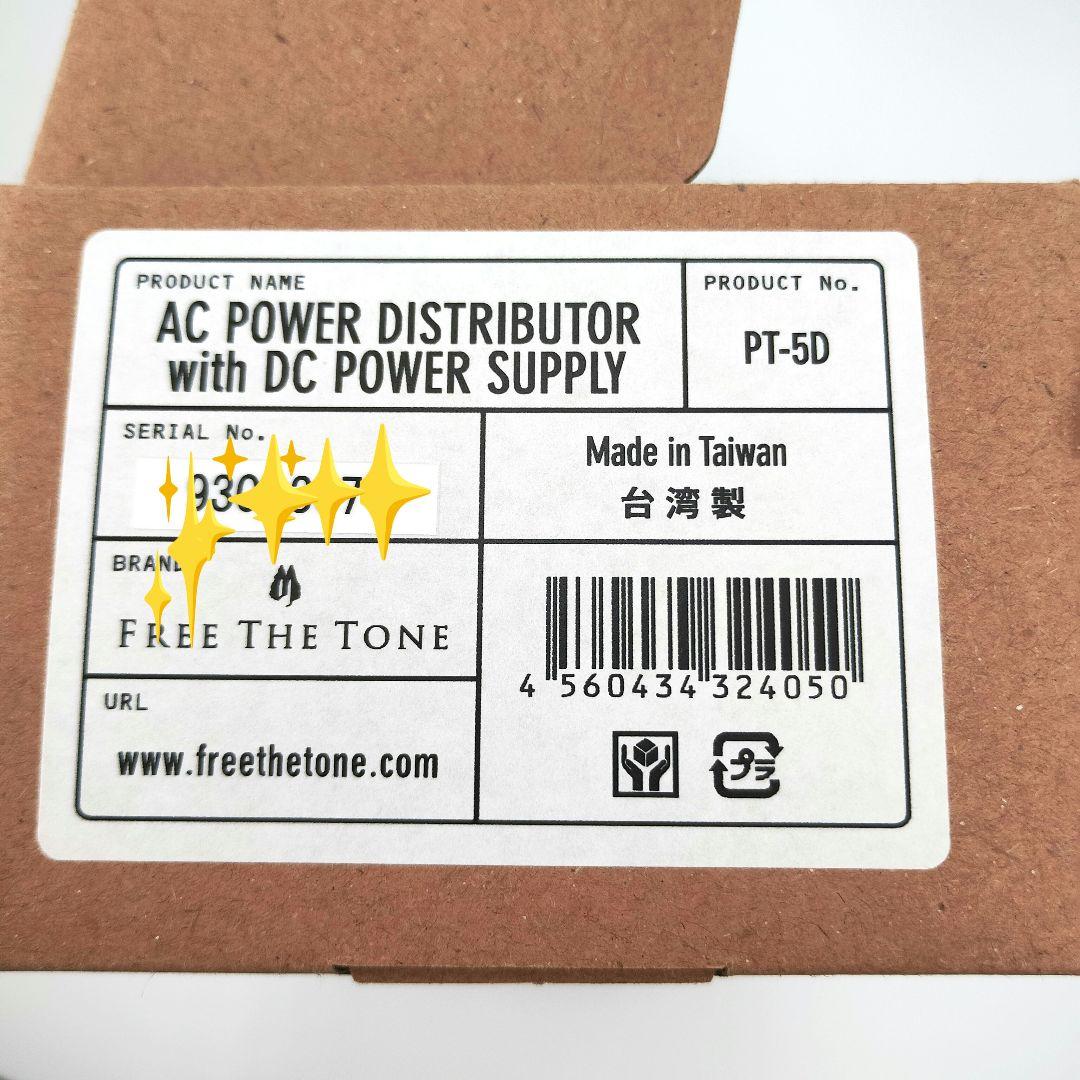 PRODUCT NAME
AC POWER DISTRIBUTOR
with DC POWER SUPPLY
PRODUCT No.
PT-5D
SERIAL No.
Made in Taiwan
台湾製
BRAND
FREE THE TONE
4 560434 324050
URL
www.freethetone.com
プラ